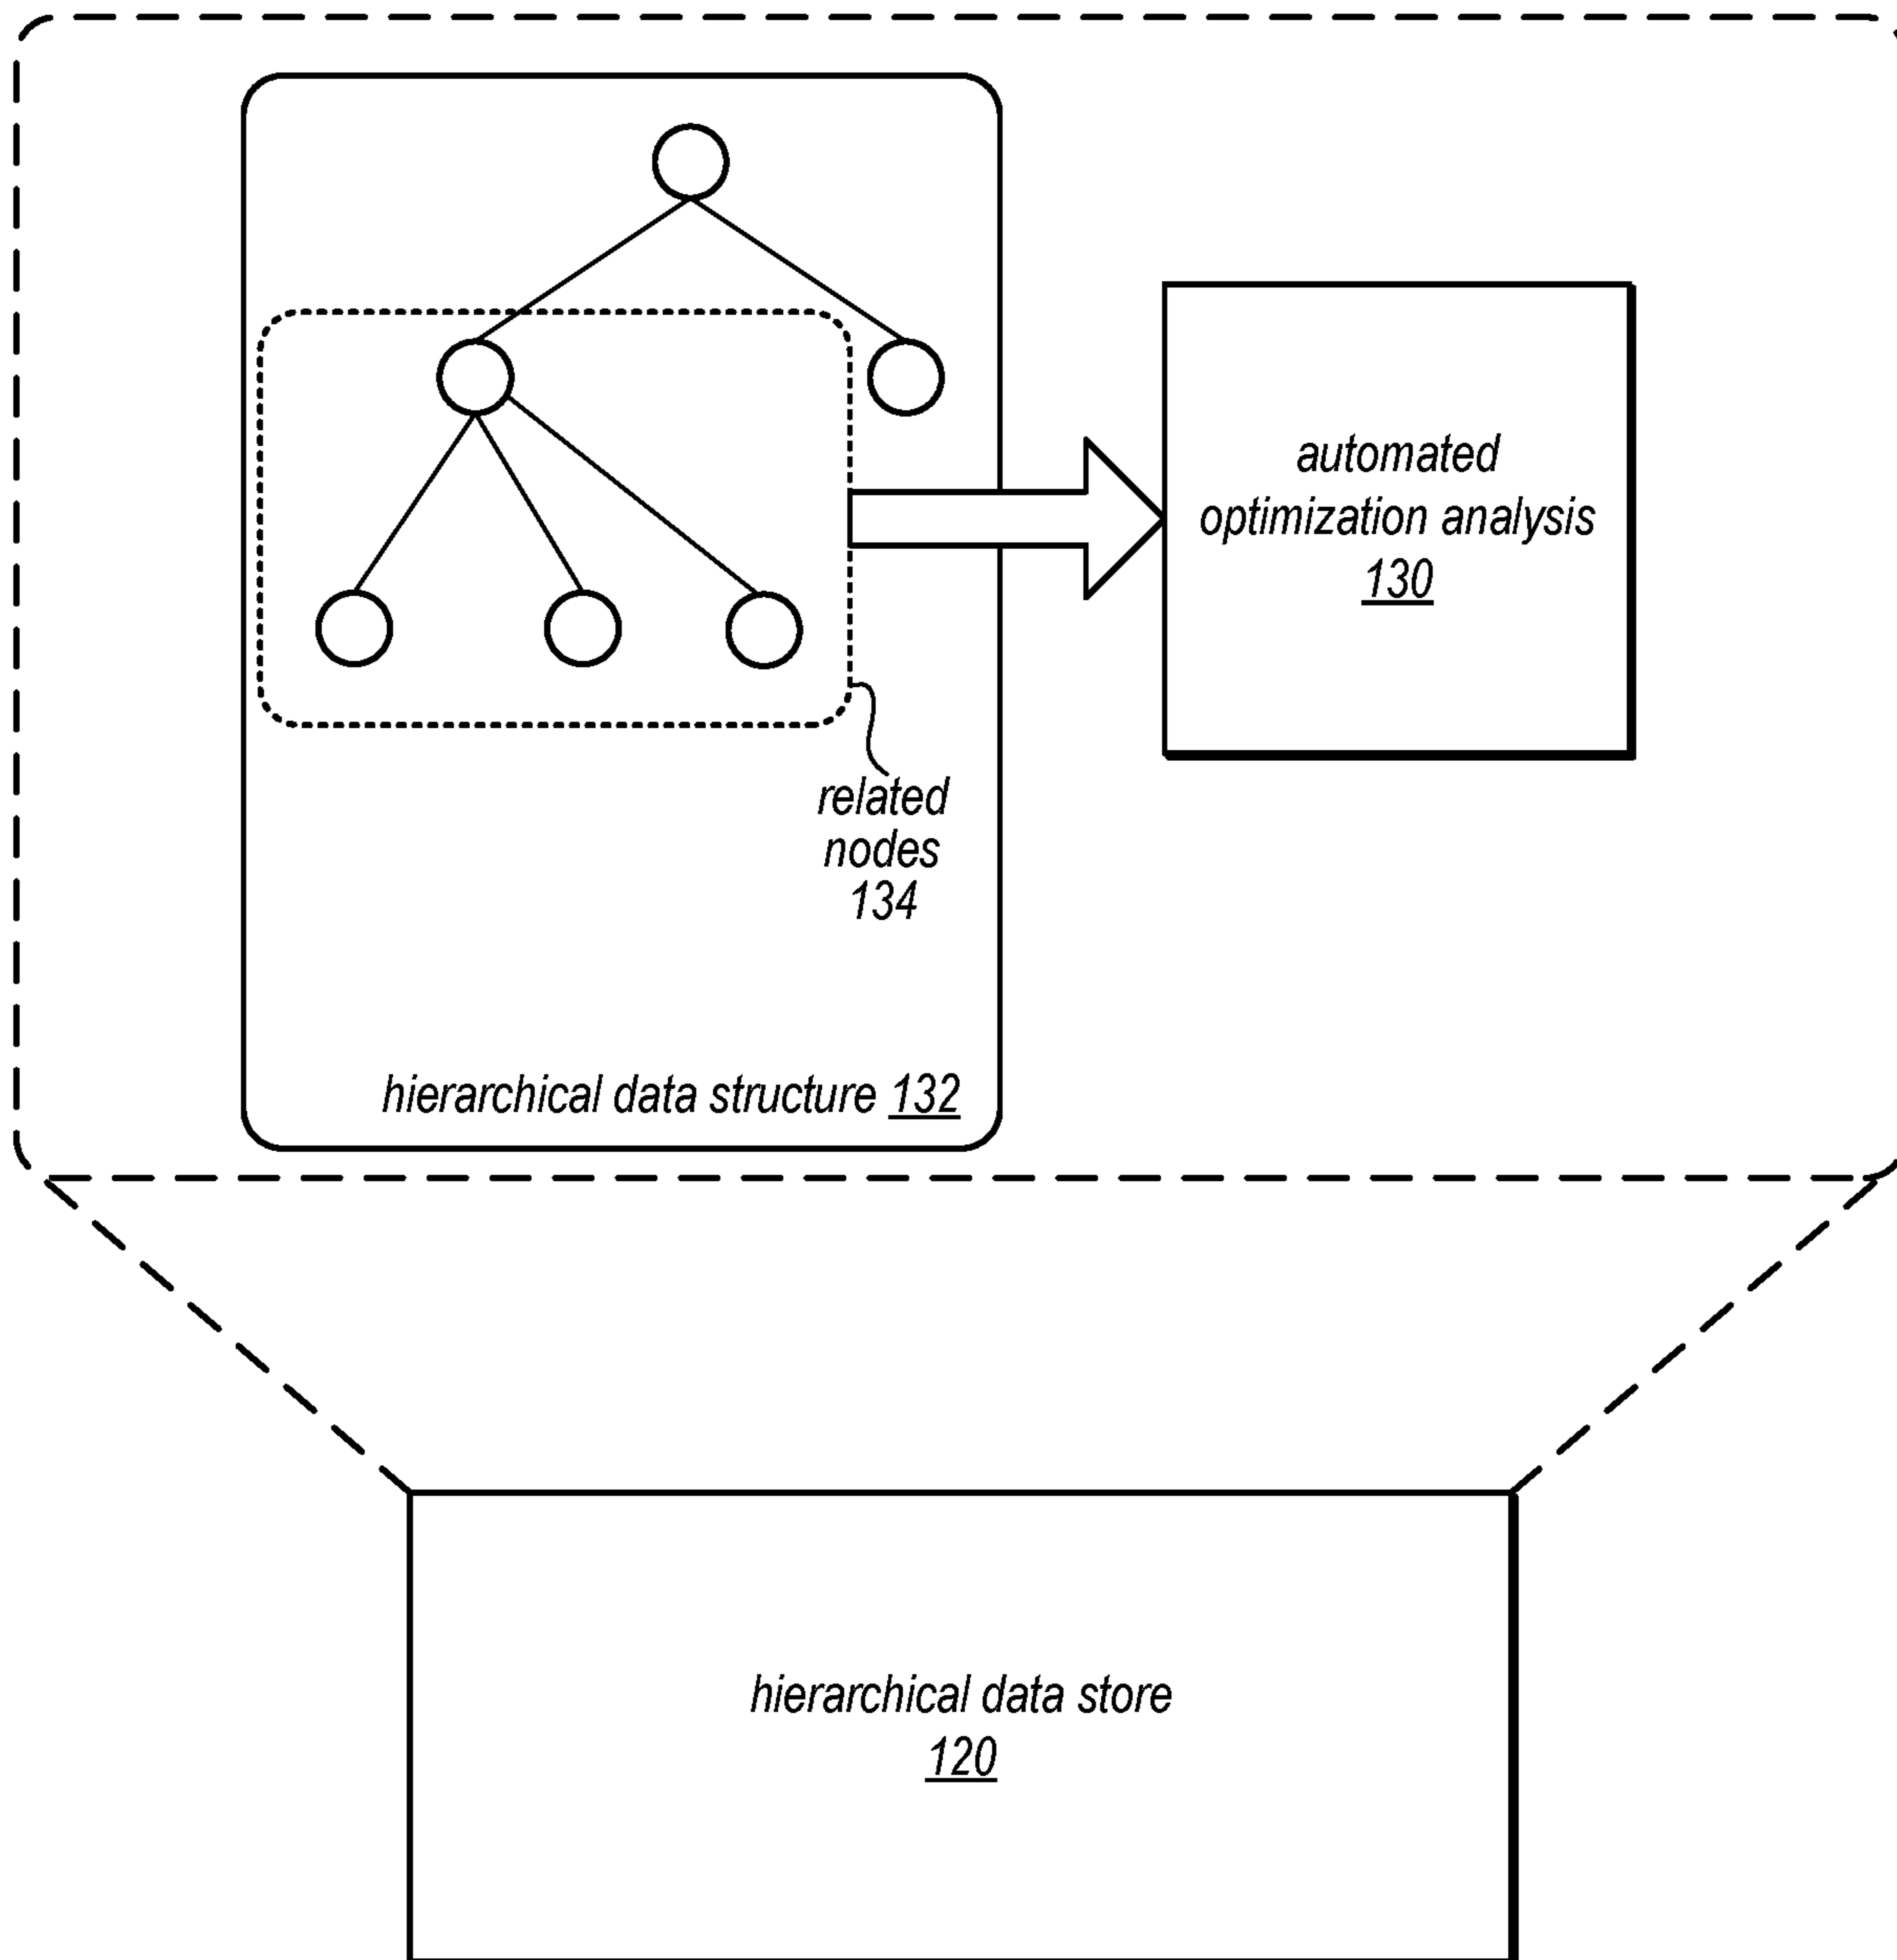 automated
optimization analysis
130
related
nodes
134
hierarchical data structure 132
hierarchical data store
120